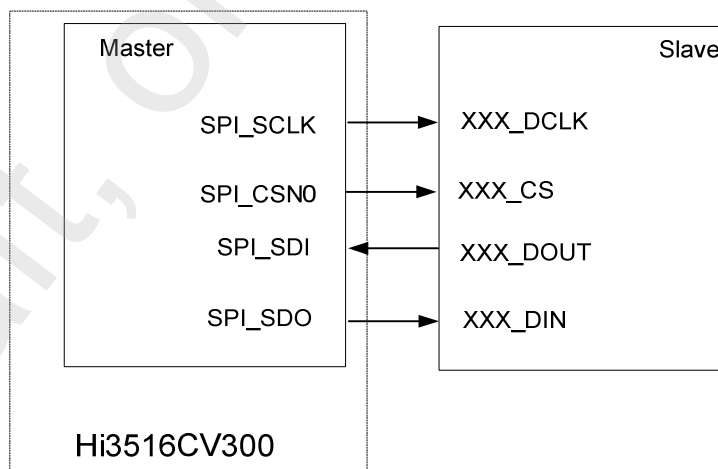 Master
Slave
SPI_SCLK
XXX_DCLK
SPI_CSN0
XXX_CS
SPI_SDI
XXX_DOUT
SPI_SDO
XXX_DIN
Hi3516CV300